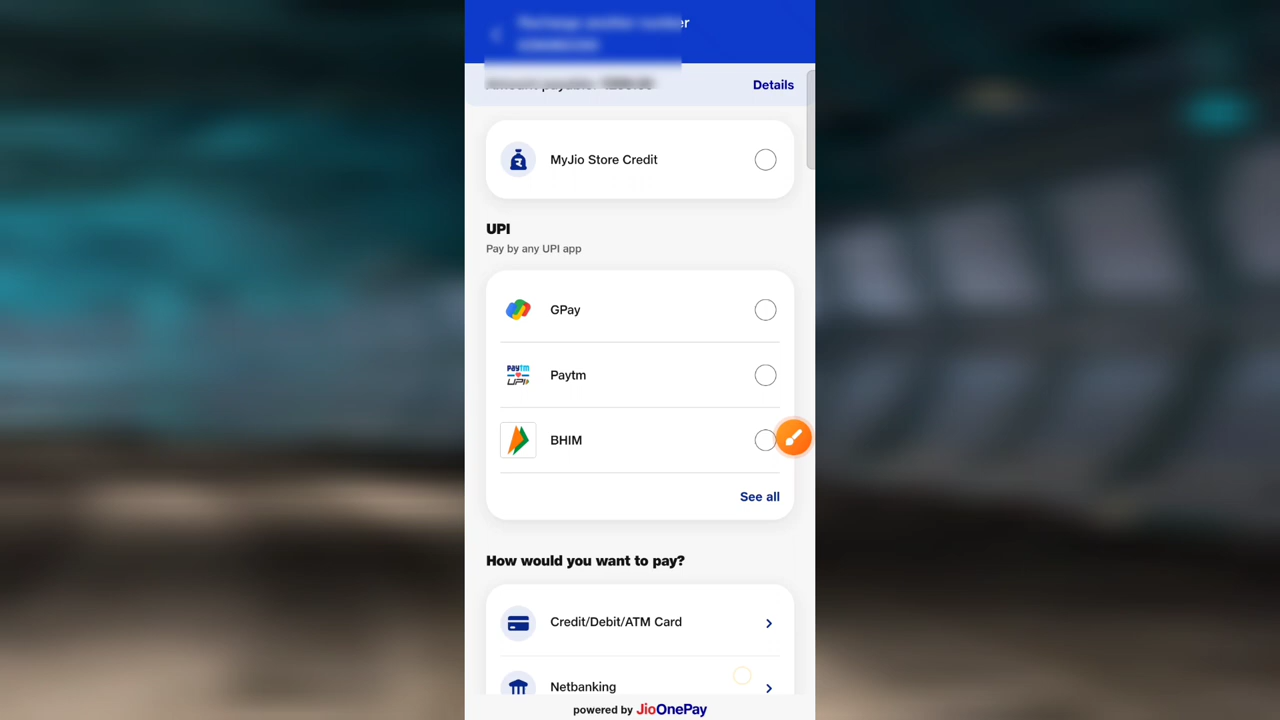 Details
MyJio Store Credit
UPI
Pay by any UPI app
GPay
Paytm
BHIM
See all
How would you want to pay?
Credit/Debit/ATM Card
Netbanking
powered by JioOnePay